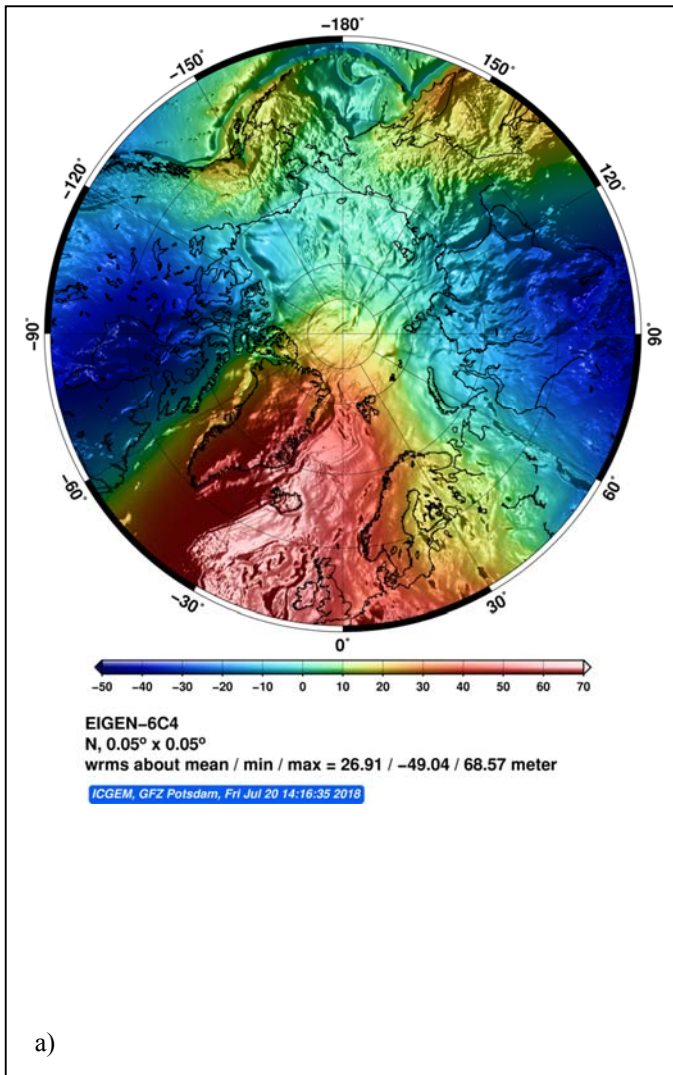 −180°
−150°
150°
−120°
120°
−90°
90°
−60°
60°
−30°
30°
0°
−50 −40 −30 −20 −10 0 10 20 30 40 50 60 70
EIGEN−6C4
N, 0.05° x 0.05°
wrms about mean / min / max = 26.91 / −49.04 / 68.57 meter
ICGEM, GFZ Potsdam, Fri Jul 20 14:16:35 2018
a)